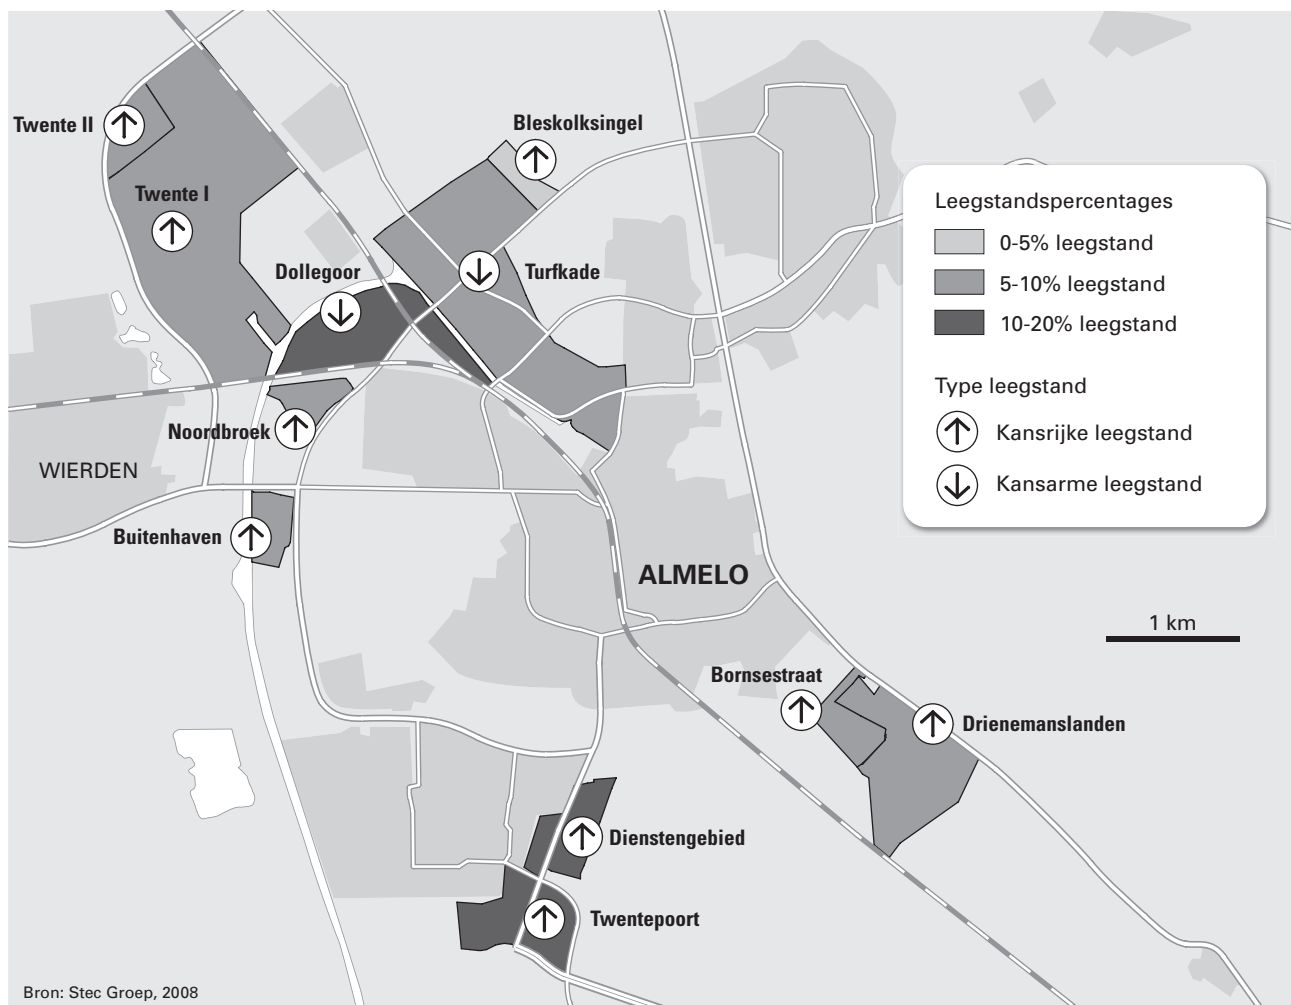 Twente II
Bleskolksingel
Twente I
Dollegoor
Turfkade
Noordbroek
WIERDEN
Buitenhaven
ALMELO
Bornsestraat
Drienemanslanden
Dienstengebied
Twentepoort
Leegstandspercentages
0-5% leegstand
5-10% leegstand
10-20% leegstand
Type leegstand
Kansrijke leegstand
Kansarme leegstand
1 km
Bron: Stec Groep, 2008